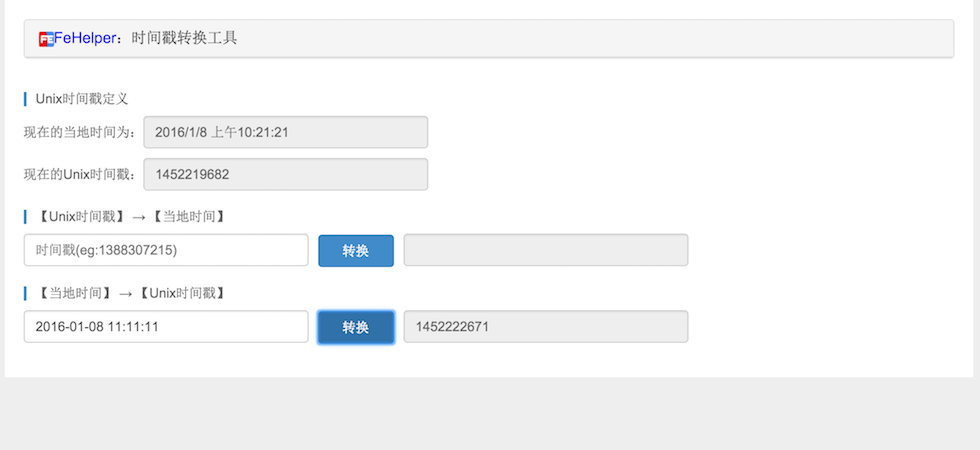 FeHelper：时间戳转换工具
Unix时间戳定义
现在的当地时间为： 2016/1/8 上午10:21:21
现在的Unix时间戳： 1452219682
【Unix时间戳】→【当地时间】
时间戳(eg:1388307215) 转换
【当地时间】→【Unix时间戳】
2016-01-08 11:11:11 转换 1452222671